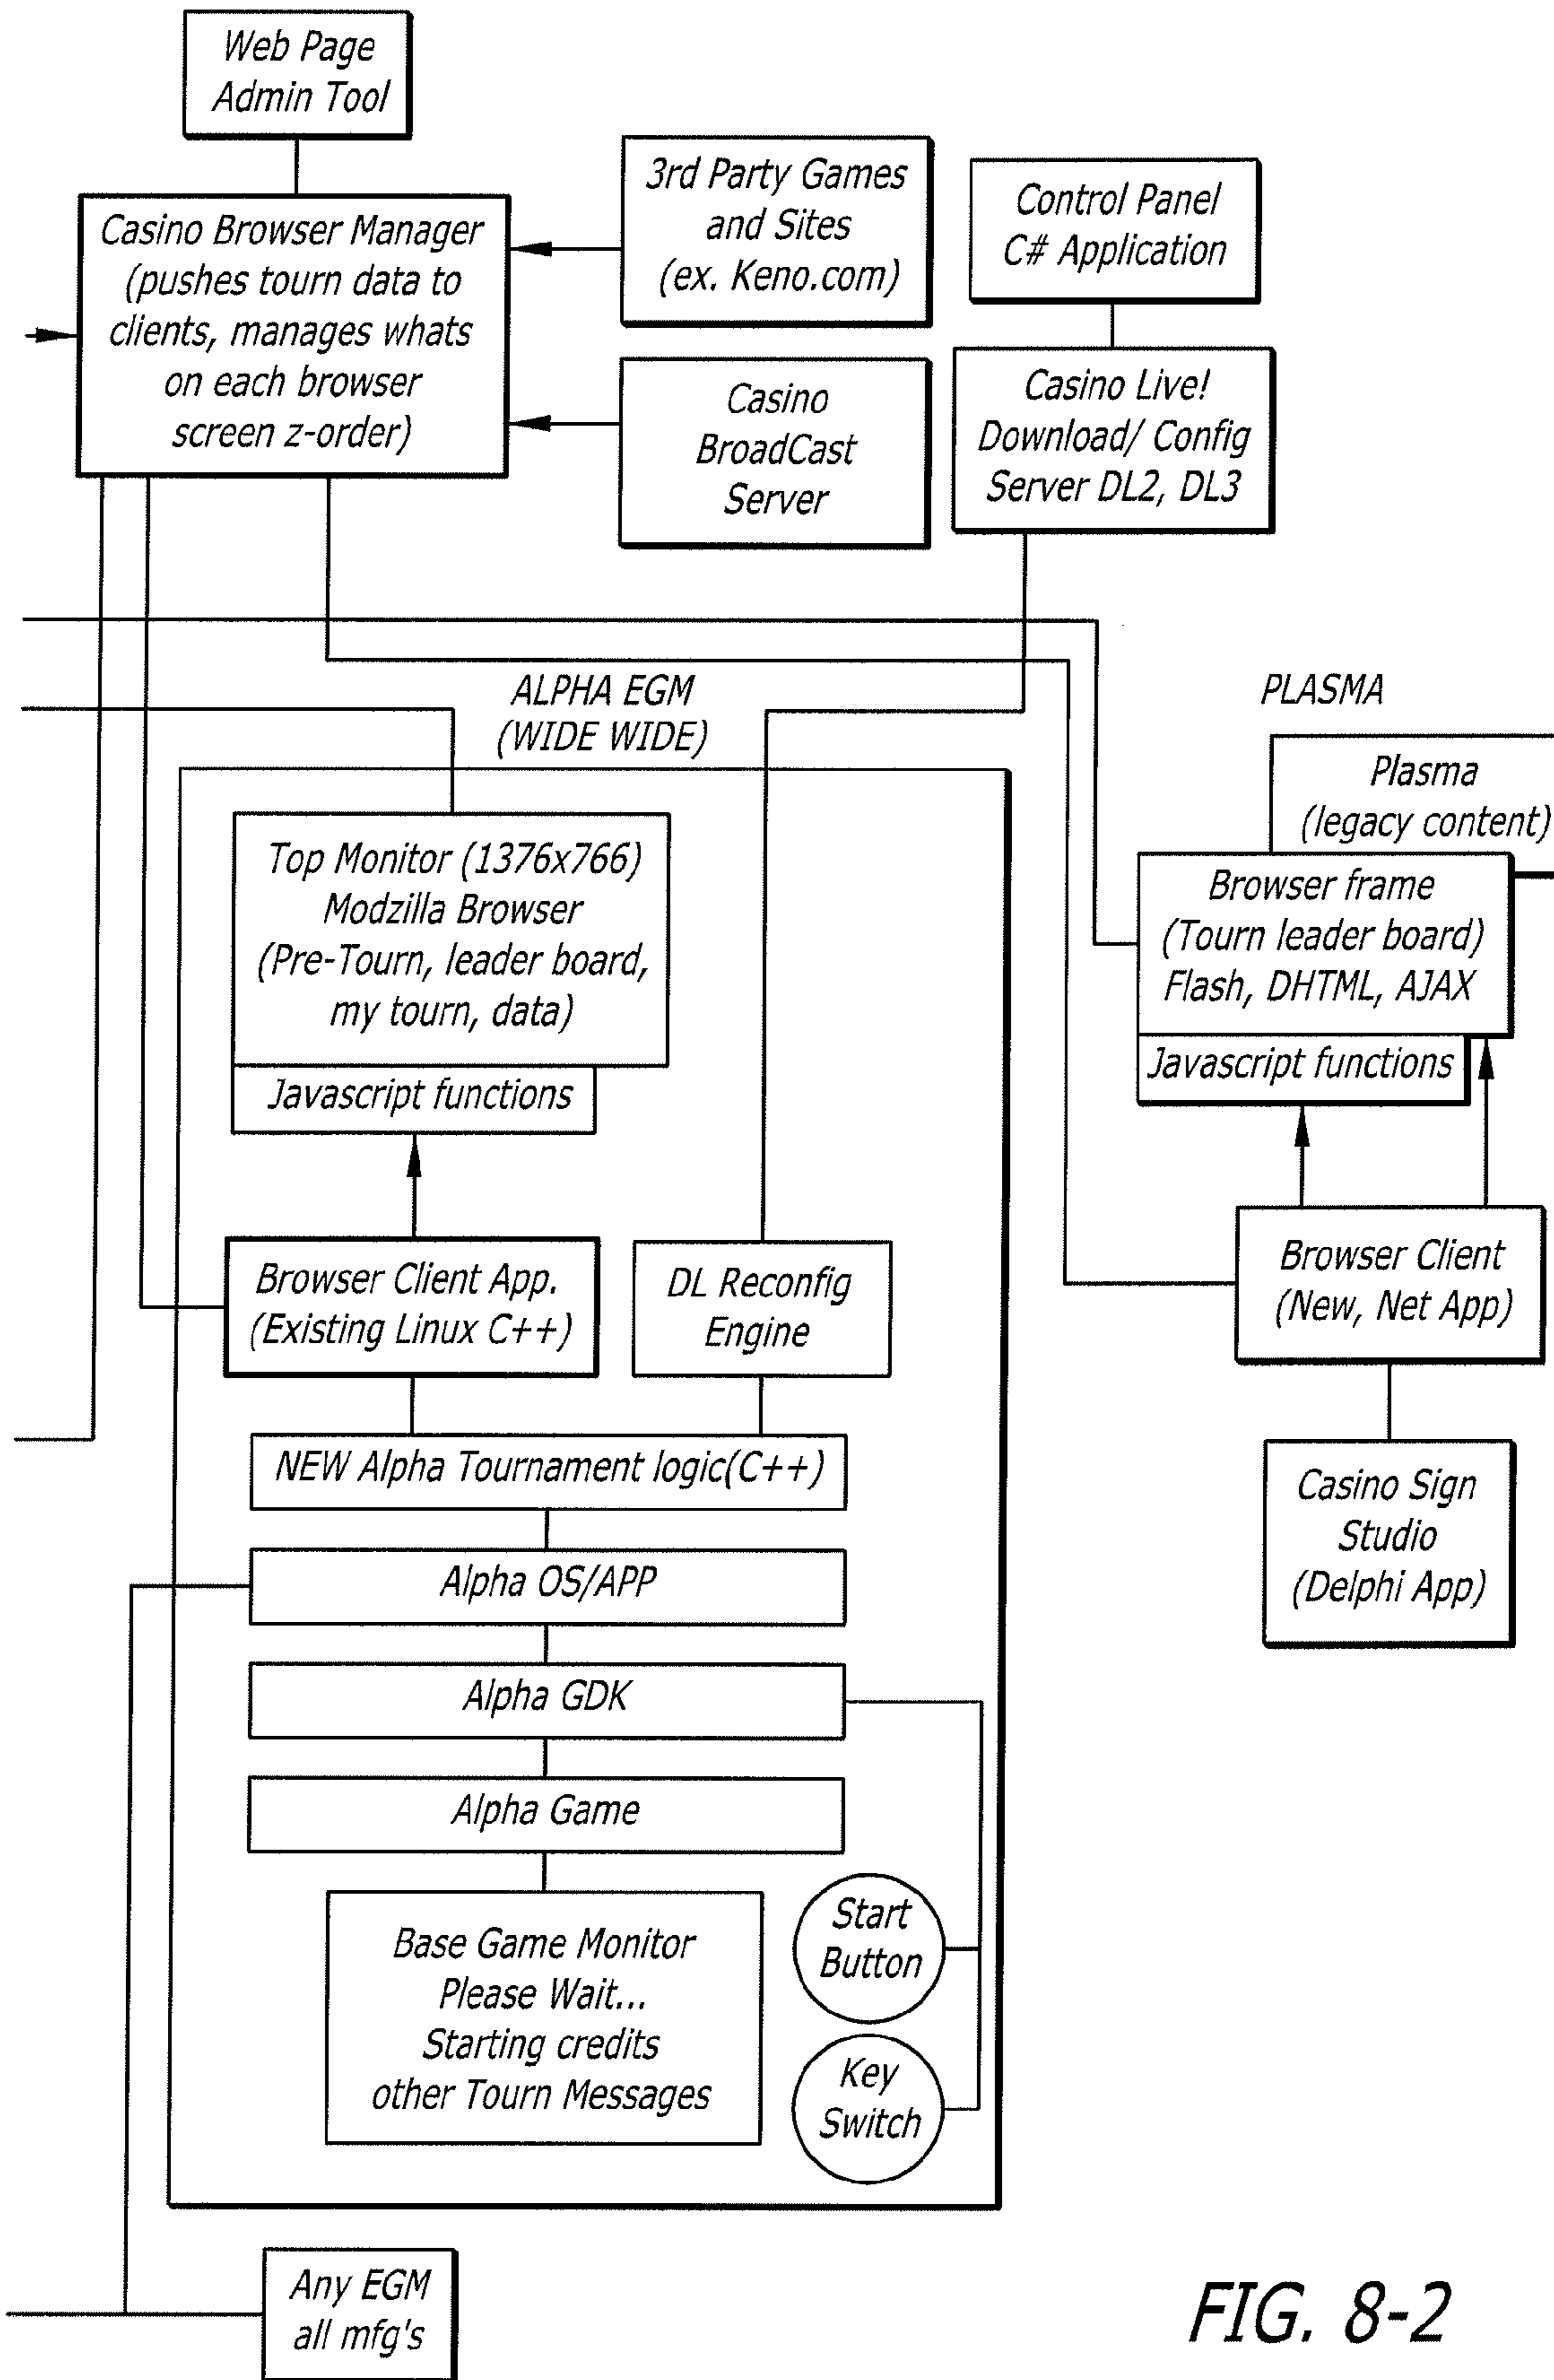 Web Page
Admin Tool
Casino Browser Manager
(pushes tourn data to
clients, manages whats
on each browser
screen z-order)
3rd Party Games
and Sites
(ex. Keno.com)
Casino
BroadCast
Server
Control Panel
C# Application
Casino Live!
Download/ Config
Server DL2, DL3
ALPHA EGM
(WIDE WIDE)
Top Monitor (1376x766)
Modzilla Browser
(Pre-Tourn, leader board,
my tourn, data)
Javascript functions
Browser Client App.
(Existing Linux C++)
DL Reconfig
Engine
NEW Alpha Tournament logic(C++)
Alpha OS/APP
Alpha GDK
Alpha Game
Base Game Monitor
Please Wait...
Starting credits
other Tourn Messages
Start
Button
Key
Switch
PLASMA
Plasma
(legacy content)
Browser frame
(Tourn leader board)
Flash, DHTML, AJAX
Javascript functions
Browser Client
(New, Net App)
Casino Sign
Studio
(Delphi App)
Any EGM
all mfg's
FIG. 8-2